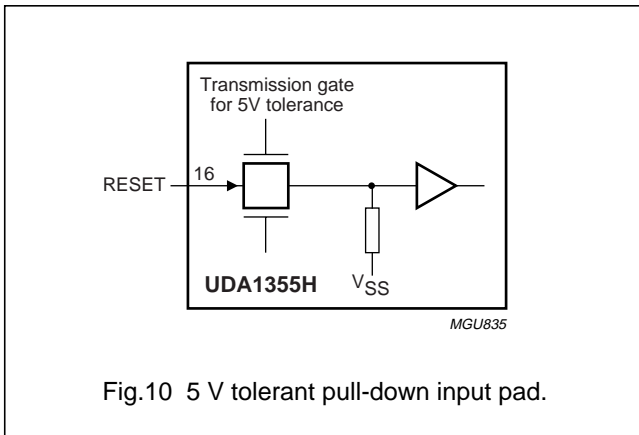 Transmission gate
for 5V tolerance
RESET
16
UDA1355H
VSS
MGU835
Fig.10 5 V tolerant pull-down input pad.